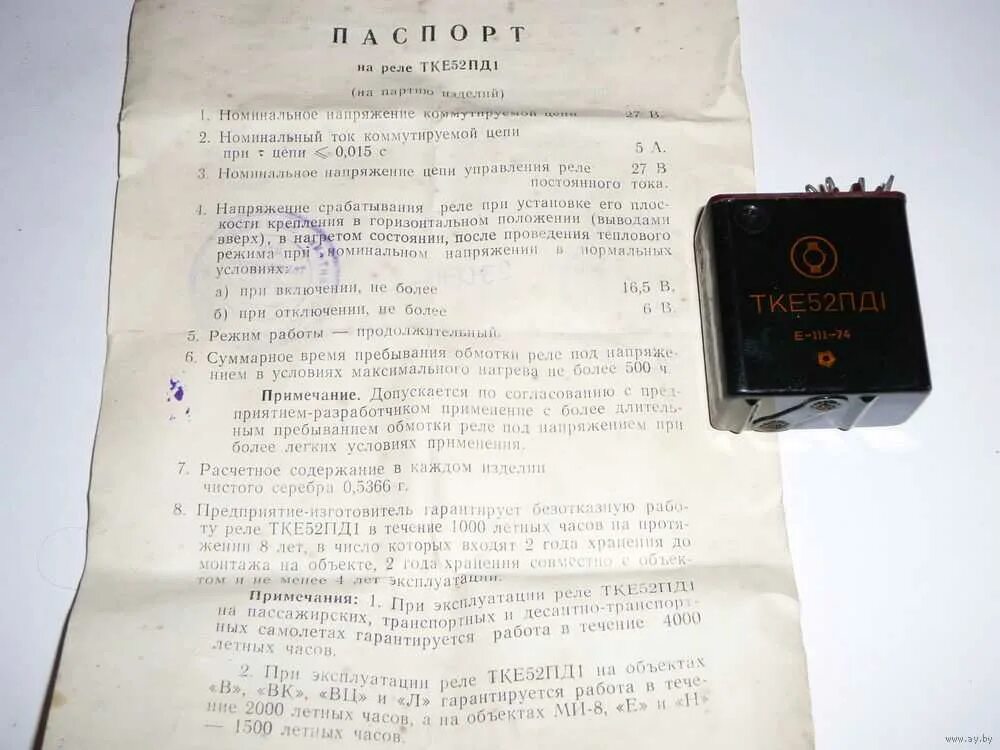 ПАСПОРТ
на реле ТКЕ52ПД1
(на партию изделий)
1. Номинальное напряжение коммутируемой цепи 27 В.
2. Номинальный ток коммутируемой цепи
при τ цепи ⩽ 0,015 с 5 А.
3. Номинальное напряжение цепи управления реле 27 В
постоянного тока.
4. Напряжение срабатывания реле при установке его плос-
кости крепления в горизонтальном положении (выводами
вверх), в нагретом состоянии, после проведения теплового
режима при номинальном напряжении в нормальных
условиях:
а) при включении, не более 16,5 В.
б) при отключении, не более 6 В.
5. Режим работы — продолжительный.
6. Суммарное время пребывания обмотки реле под напряже-
нием в условиях максимального нагрева не более 500 ч.
Примечание. Допускается по согласованию с пред-
приятием-разработчиком применение с более длитель-
ным пребыванием обмотки реле под напряжением при
более легких условиях применения.
7. Расчетное содержание в каждом изделии
чистого серебра 0,5366 г.
8. Предприятие-изготовитель гарантирует безотказную рабо-
ту реле ТКЕ52ПД1 в течение 1000 летных часов на протя-
жении 8 лет, в число которых входят 2 года хранения до
монтажа на объекте, 2 года хранения совместно с объек-
том и не менее 4 лет эксплуатации.
Примечания: 1. При эксплуатации реле ТКЕ52ПД1
на пассажирских, транспортных и десантно-транспорт-
ных самолетах гарантируется работа в течение 4000
летных часов.
2. При эксплуатации реле ТКЕ52ПД1 на объектах
«В», «ВК», «ВЦ» и «Л» гарантируется работа в тече-
ние 2000 летных часов, а на объектах МИ-8, «Е» и «Н»
— 1500 летных часов.
ТКЕ52ПД1
Е-111-74
www.ay.by